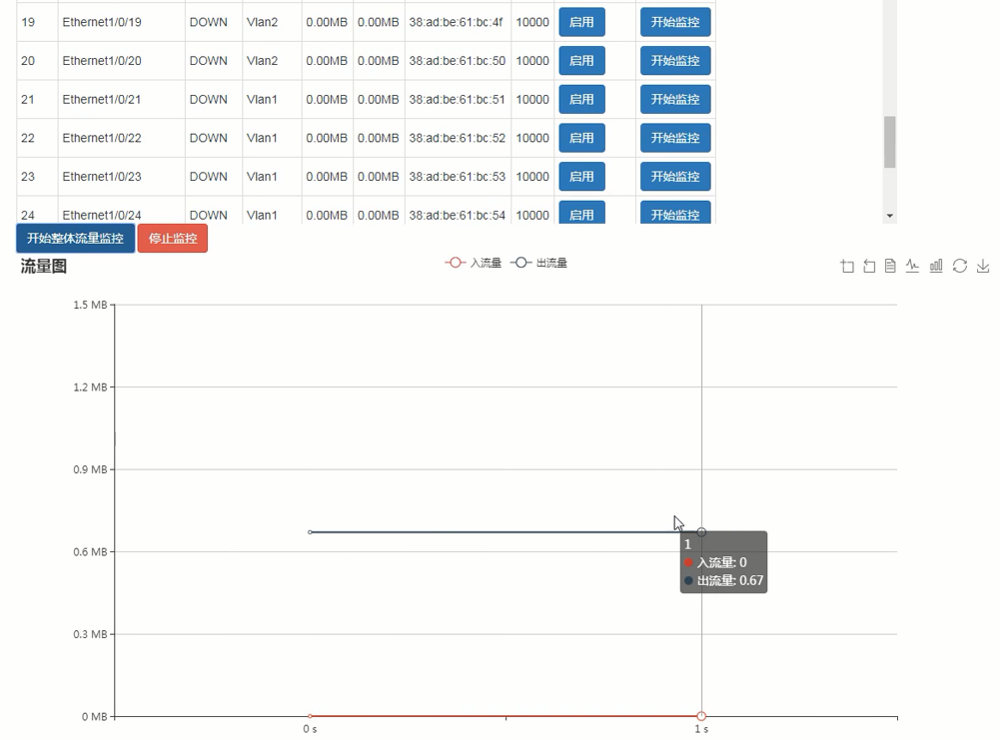 19 Ethernet1/0/19 DOWN Vlan2 0.00MB 0.00MB 38:ad:be:61:bc:4f 10000 启用 开始监控
20 Ethernet1/0/20 DOWN Vlan2 0.00MB 0.00MB 38:ad:be:61:bc:50 10000 启用 开始监控
21 Ethernet1/0/21 DOWN Vlan1 0.00MB 0.00MB 38:ad:be:61:bc:51 10000 启用 开始监控
22 Ethernet1/0/22 DOWN Vlan1 0.00MB 0.00MB 38:ad:be:61:bc:52 10000 启用 开始监控
23 Ethernet1/0/23 DOWN Vlan1 0.00MB 0.00MB 38:ad:be:61:bc:53 10000 启用 开始监控
24 Ethernet1/0/24 DOWN Vlan1 0.00MB 0.00MB 38:ad:be:61:bc:54 10000 启用 开始监控
开始整体流量监控 停止监控
流量图 入流量 出流量
1.5 MB
1.2 MB
0.9 MB
0.6 MB
0.3 MB
0 MB
1
入流量: 0
出流量: 0.67
0 s 1 s